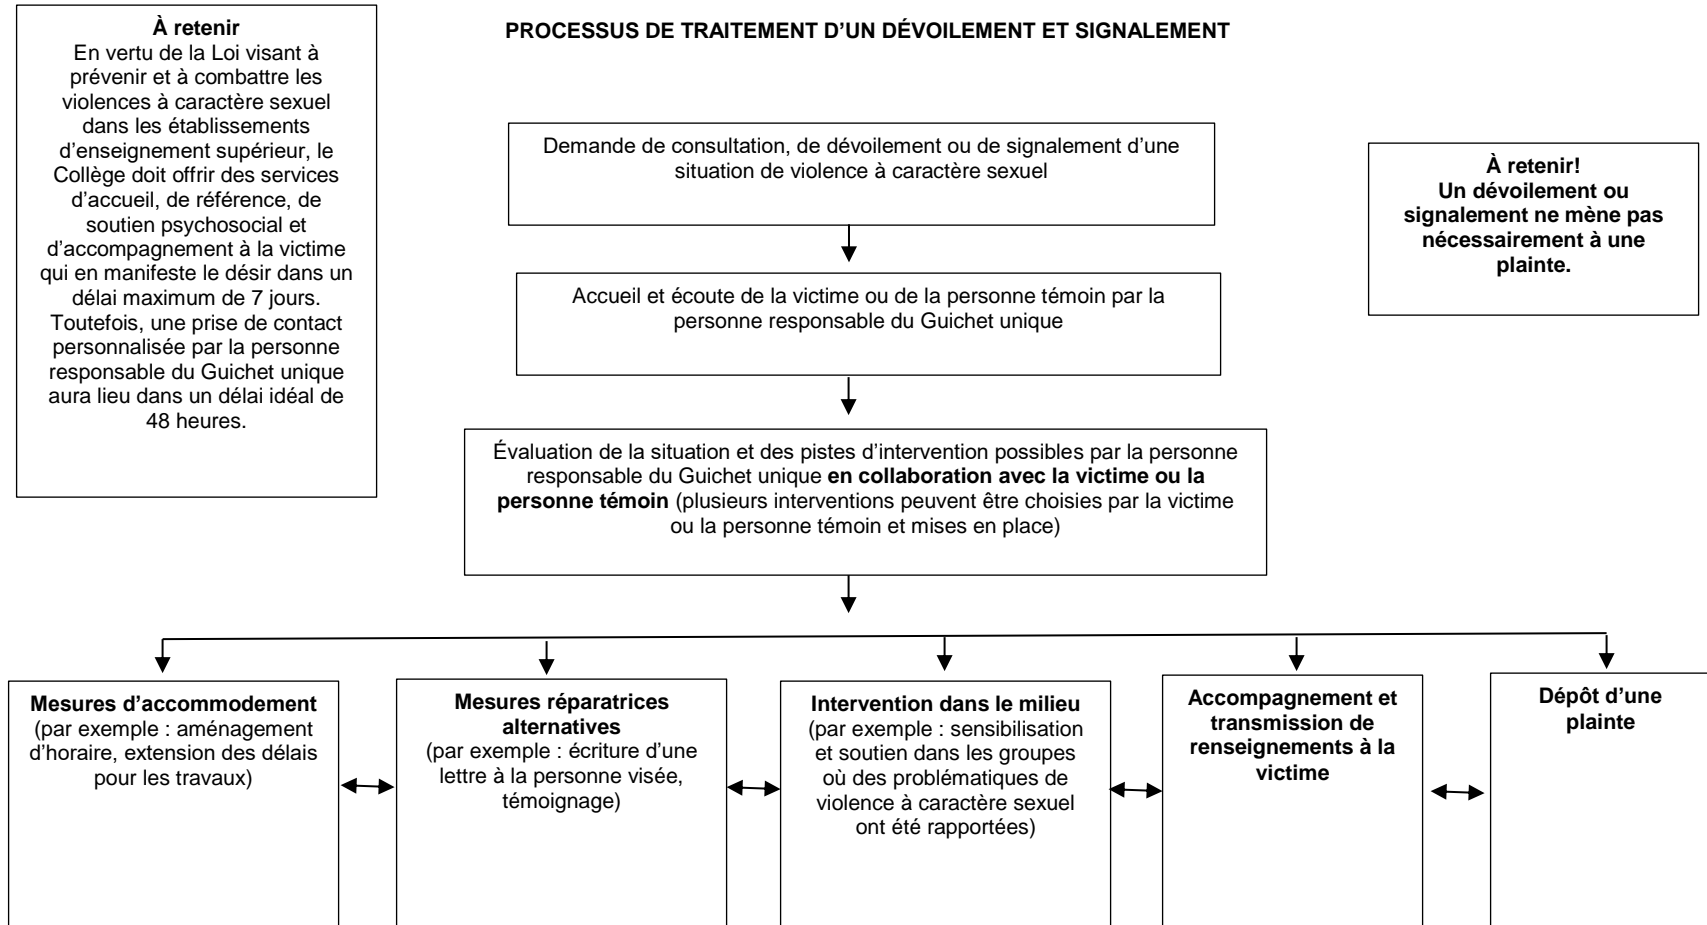 À retenir
En vertu de la Loi visant à
prévenir et à combattre les
violences à caractère sexuel
dans les établissements
d’enseignement supérieur, le
Collège doit offrir des services
d’accueil, de référence, de
soutien psychosocial et
d’accompagnement à la victime
qui en manifeste le désir dans un
délai maximum de 7 jours.
Toutefois, une prise de contact
personnalisée par la personne
responsable du Guichet unique
aura lieu dans un délai idéal de
48 heures.
PROCESSUS DE TRAITEMENT D’UN DÉVOILEMENT ET SIGNALEMENT
Demande de consultation, de dévoilement ou de signalement d’une
situation de violence à caractère sexuel
À retenir!
Un dévoilement ou
signalement ne mène pas
nécessairement à une
plainte.
Accueil et écoute de la victime ou de la personne témoin par la
personne responsable du Guichet unique
Évaluation de la situation et des pistes d’intervention possibles par la personne
responsable du Guichet unique en collaboration avec la victime ou la
personne témoin (plusieurs interventions peuvent être choisies par la victime
ou la personne témoin et mises en place)
Mesures d’accommodement
(par exemple : aménagement
d’horaire, extension des délais
pour les travaux)
Mesures réparatrices
alternatives
(par exemple : écriture d’une
lettre à la personne visée,
témoignage)
Intervention dans le milieu
(par exemple : sensibilisation
et soutien dans les groupes
où des problématiques de
violence à caractère sexuel
ont été rapportées)
Accompagnement et
transmission de
renseignements à la
victime
Dépôt d’une
plainte